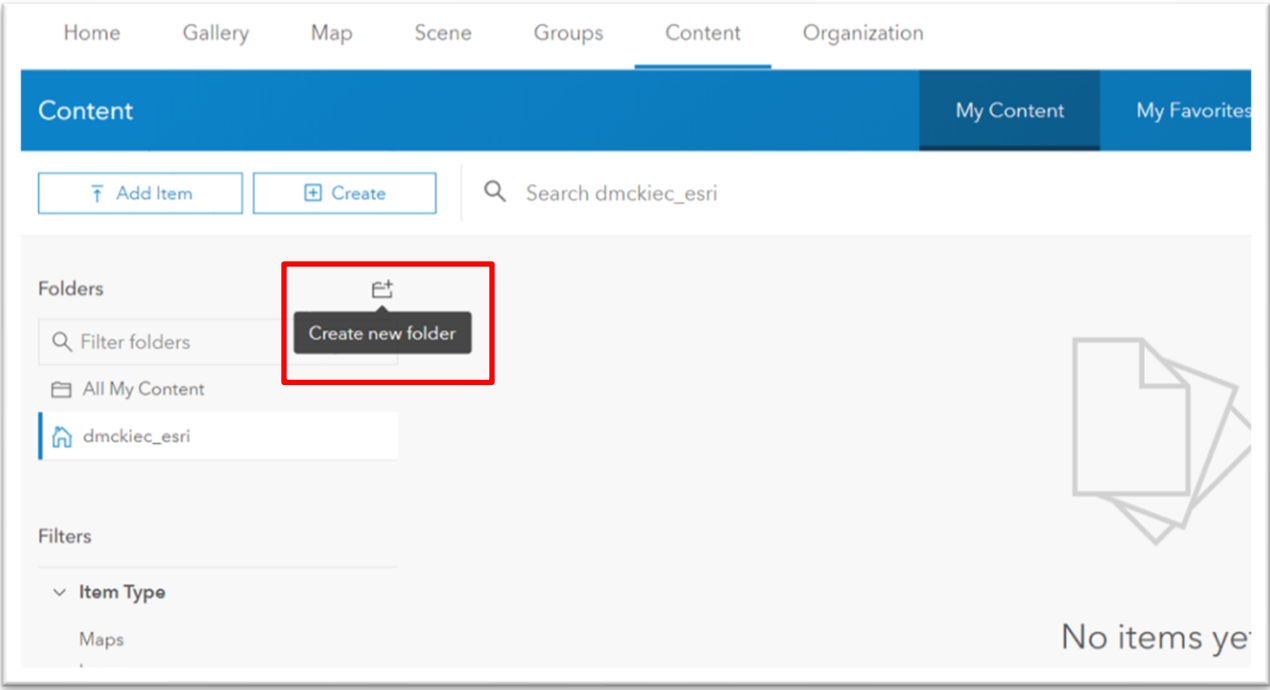 Home Gallery Map Scene Groups Content Organization
Content My Content My Favorites
Add Item Create Search dmckiec_esri
Folders
Create new folder
Filter folders
All My Content
dmckiec_esri
Filters
Item Type
Maps
No items yet